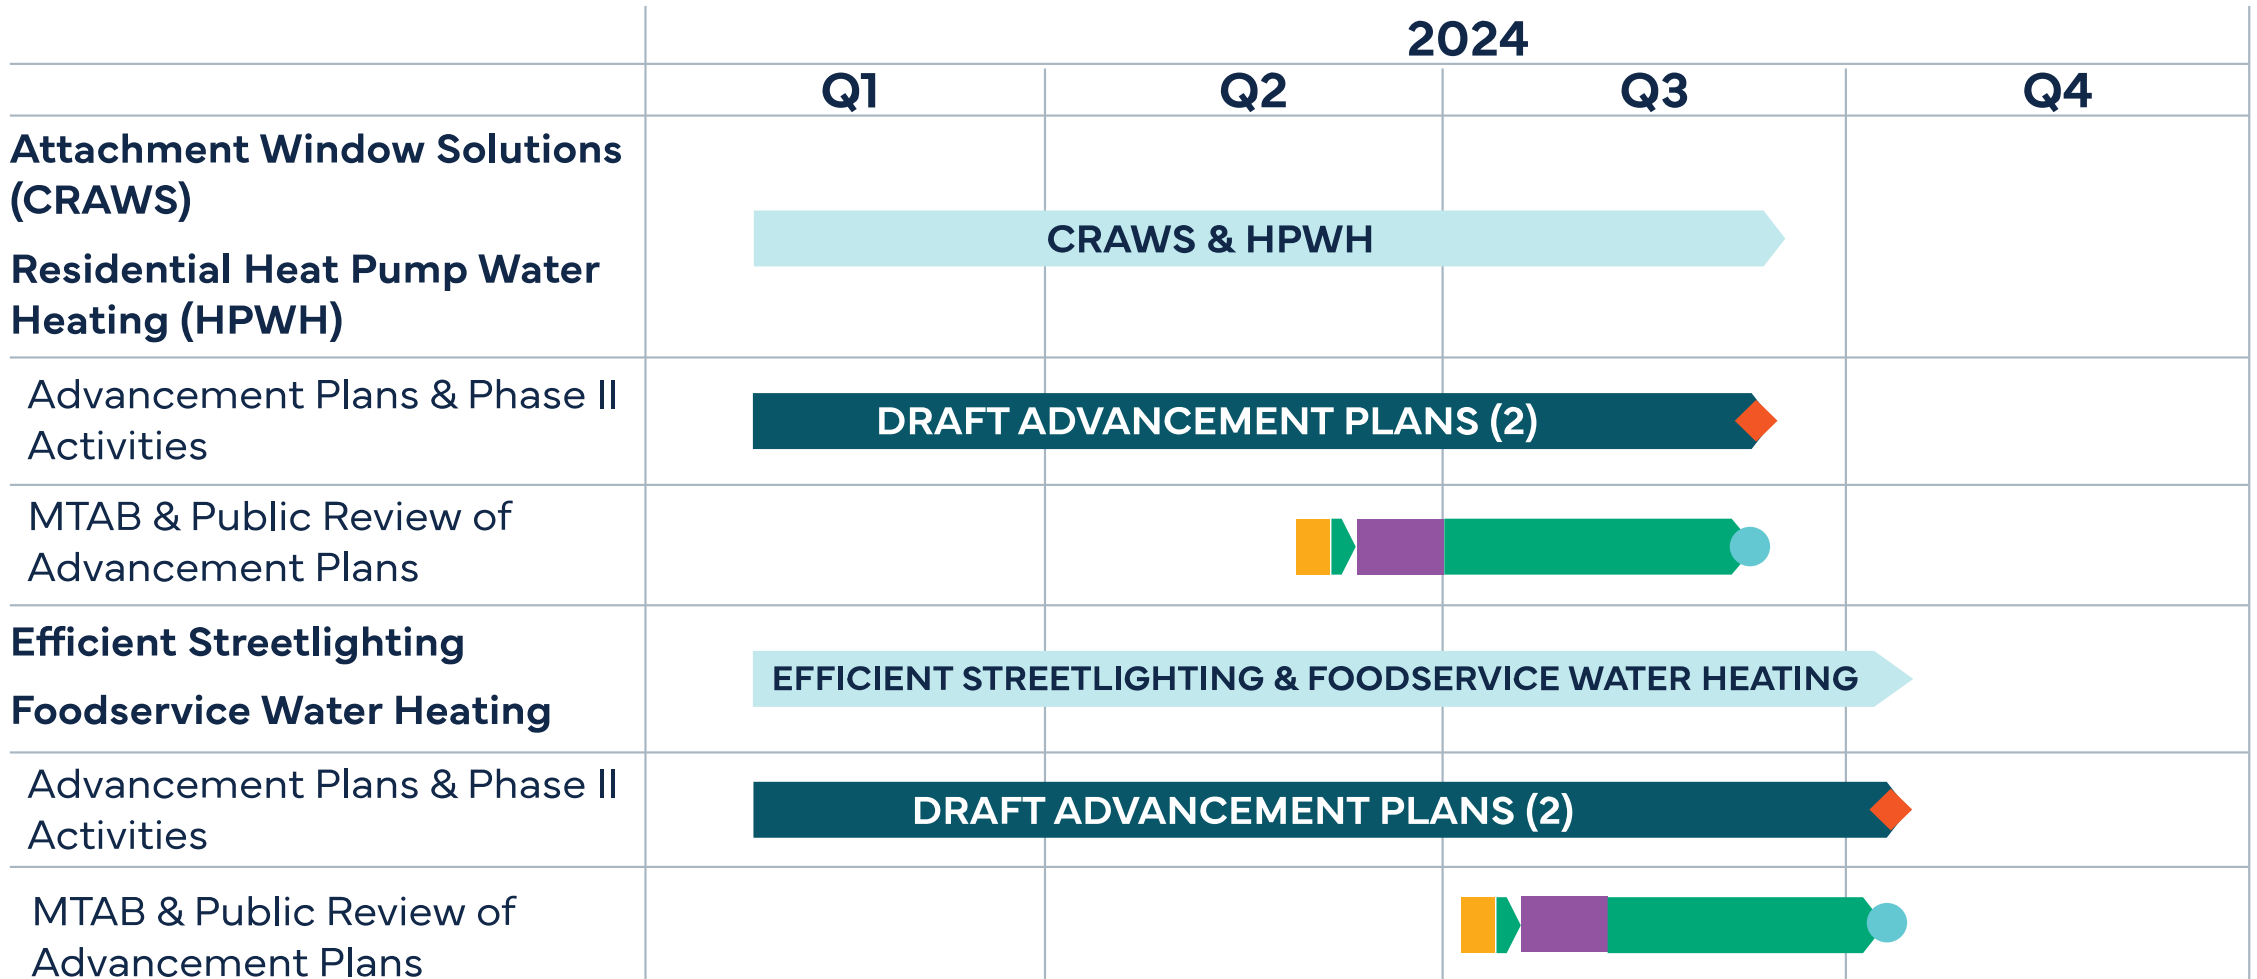 2024
Q1 Q2 Q3 Q4
Attachment Window Solutions
(CRAWS)
Residential Heat Pump Water
Heating (HPWH)
CRAWS & HPWH
Advancement Plans & Phase II
Activities
DRAFT ADVANCEMENT PLANS (2)
MTAB & Public Review of
Advancement Plans
Efficient Streetlighting
Foodservice Water Heating
EFFICIENT STREETLIGHTING & FOODSERVICE WATER HEATING
Advancement Plans & Phase II
Activities
DRAFT ADVANCEMENT PLANS (2)
MTAB & Public Review of
Advancement Plans